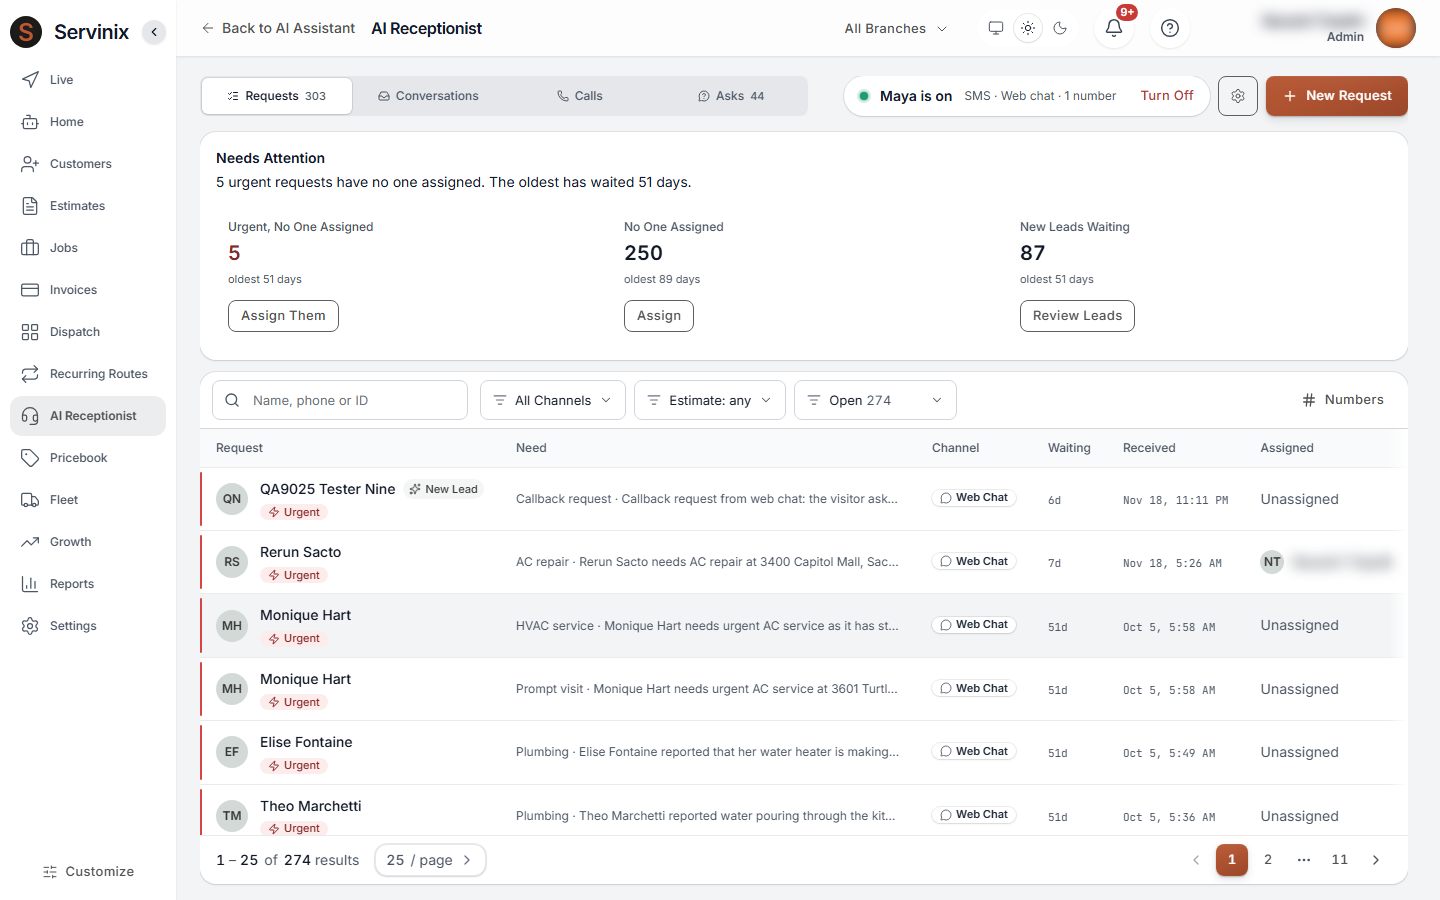 S Servinix
Live
Home
Customers
Estimates
Jobs
Invoices
Dispatch
Recurring Routes
AI Receptionist
Pricebook
Fleet
Growth
Reports
Settings
Customize
Back to AI Assistant AI Receptionist
All Branches
9+
Admin
Requests 303
Conversations
Calls
Asks 44
Maya is on SMS · Web chat · 1 number Turn Off
New Request
Needs Attention
5 urgent requests have no one assigned. The oldest has waited 51 days.
Urgent, No One Assigned
5
oldest 51 days
Assign Them
No One Assigned
250
oldest 89 days
Assign
New Leads Waiting
87
oldest 51 days
Review Leads
Name, phone or ID
All Channels
Estimate: any
Open 274
Numbers
Request Need Channel Waiting Received Assigned
QN QA9025 Tester Nine New Lead
Urgent
Callback request · Callback request from web chat: the visitor ask... Web Chat 6d Nov 18, 11:11 PM Unassigned
RS Rerun Sacto
Urgent
AC repair · Rerun Sacto needs AC repair at 3400 Capitol Mall, Sac... Web Chat 7d Nov 18, 5:26 AM NT
MH Monique Hart
Urgent
HVAC service · Monique Hart needs urgent AC service as it has st... Web Chat 51d Oct 5, 5:58 AM Unassigned
MH Monique Hart
Urgent
Prompt visit · Monique Hart needs urgent AC service at 3601 Turtl... Web Chat 51d Oct 5, 5:58 AM Unassigned
EF Elise Fontaine
Urgent
Plumbing · Elise Fontaine reported that her water heater is making... Web Chat 51d Oct 5, 5:49 AM Unassigned
TM Theo Marchetti
Urgent
Plumbing · Theo Marchetti reported water pouring through the kit... Web Chat 51d Oct 5, 5:36 AM Unassigned
1 – 25 of 274 results
25 / page
1 2 ... 11